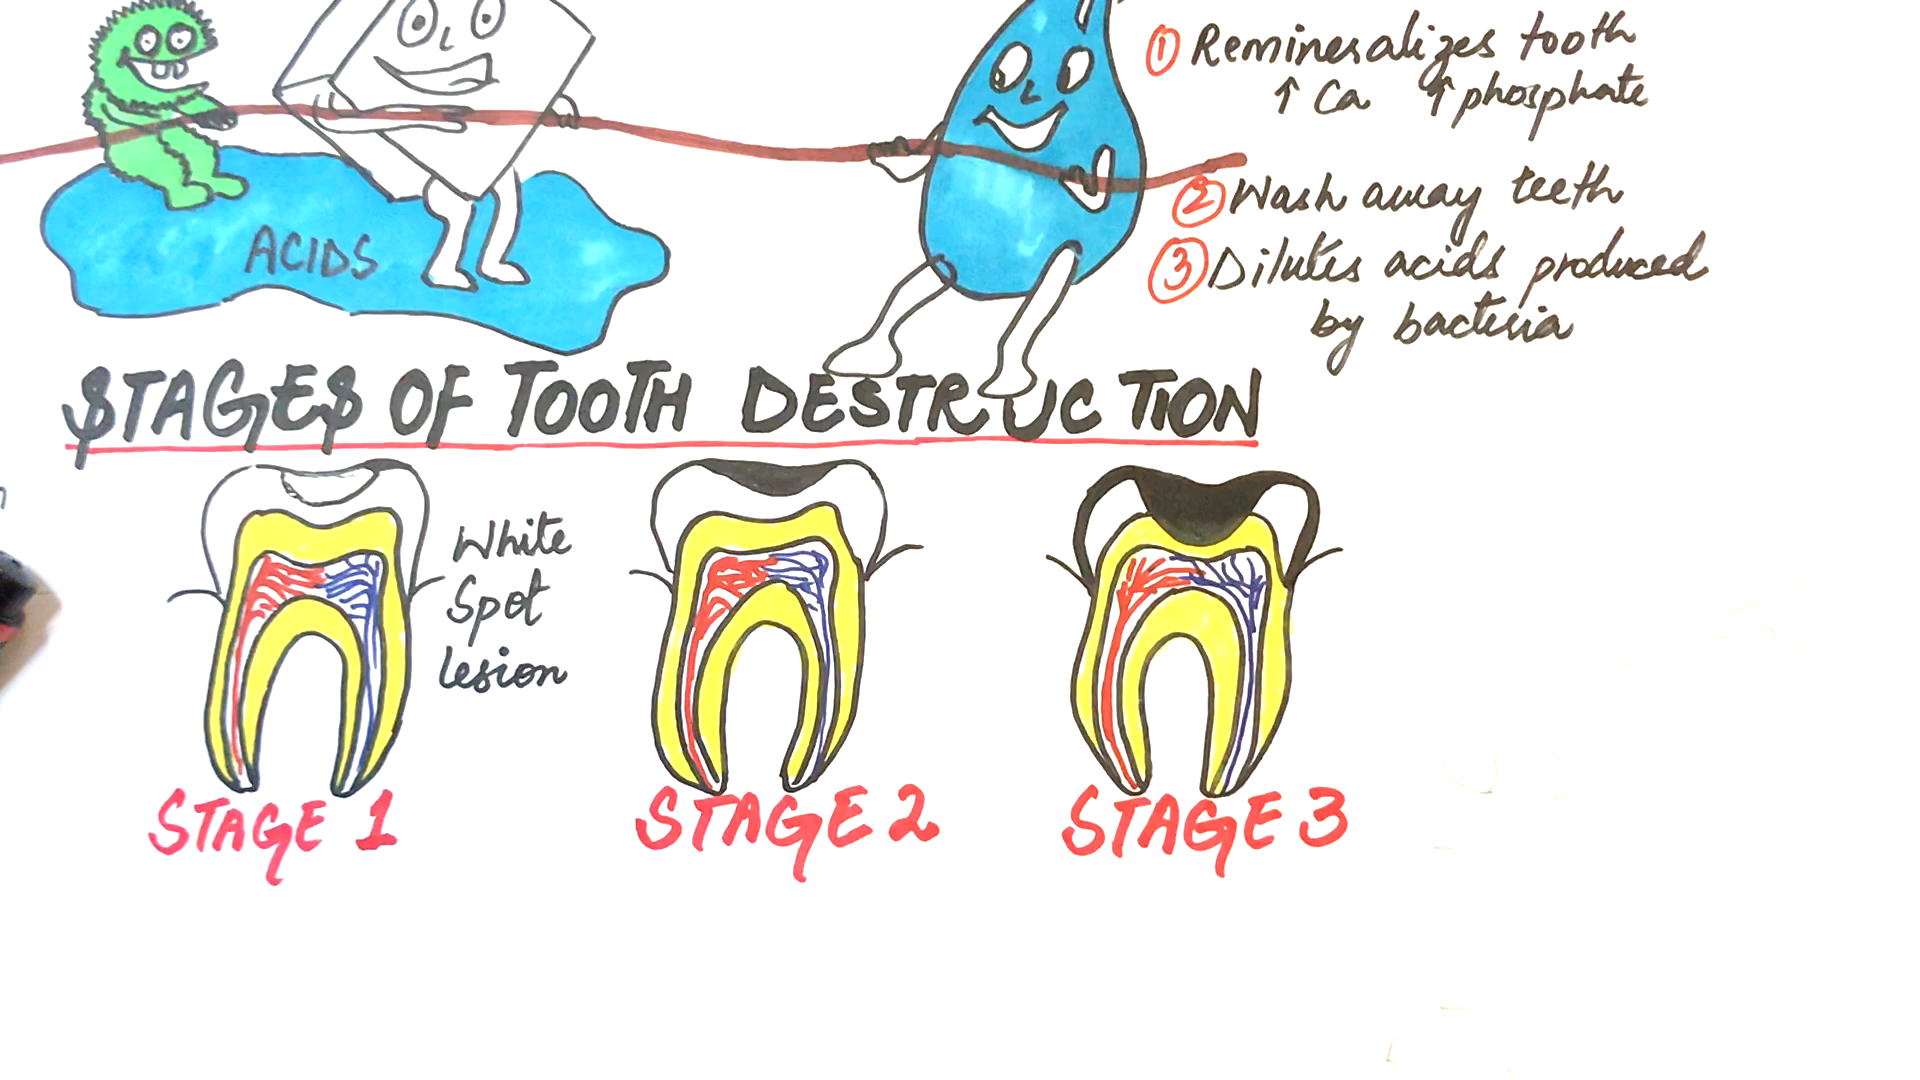 ① Remineralizes tooth
↑ Ca ↑ phosphate
② Wash away teeth
③ Dilutes acids produced
by bacteria
ACIDS
STAGES OF TOOTH DESTRUCTION
White
Spot
lesion
STAGE 1
STAGE 2
STAGE 3